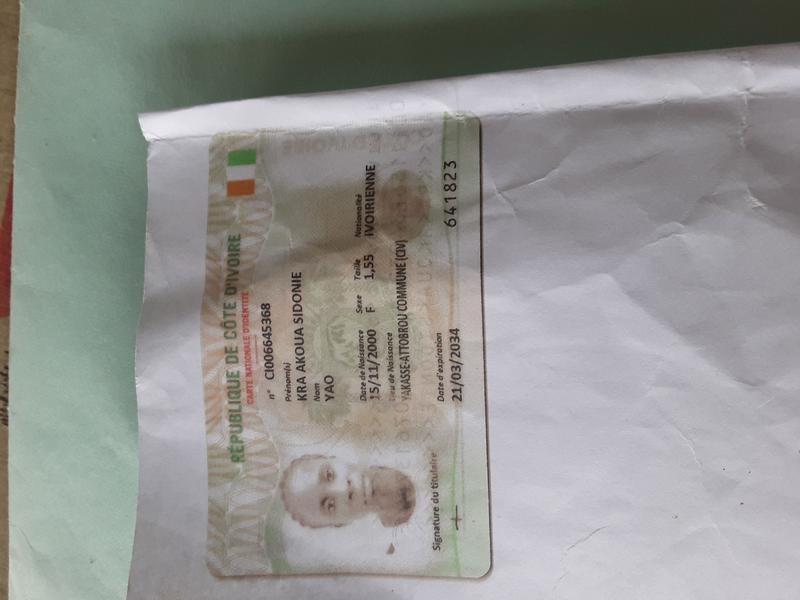 RÉPUBLIQUE DE CÔTE D'IVOIRE
CARTE NATIONALE D'IDENTITÉ
n° CI006645368
Prénom(s)
KRA AKOUA SIDONIE
Nom
YAO
Date de Naissance Sexe Taille Nationalité
15/11/2000 F 1,55 IVOIRIENNE
Lieu de Naissance
YAKASSE-ATTOBROU COMMUNE (CIV)
Signature du titulaire
Date d'expiration
21/03/2034
641823